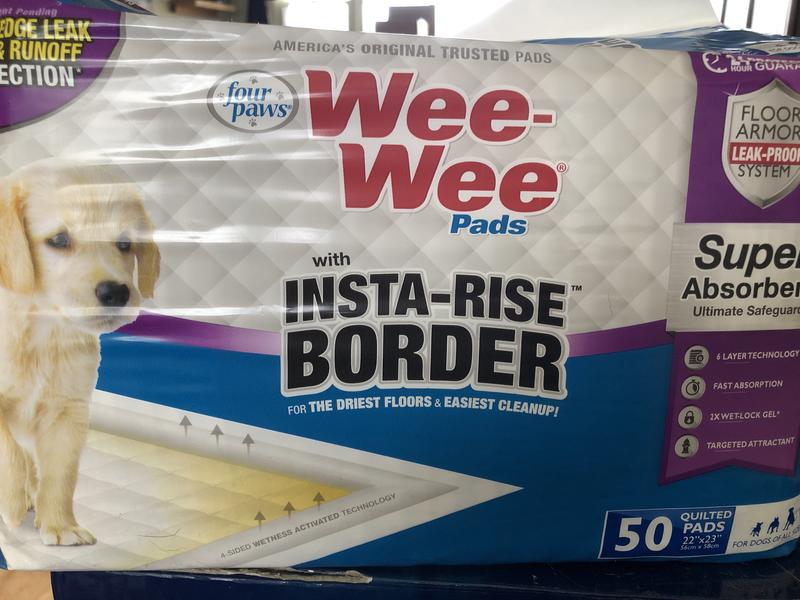 AMERICA'S ORIGINAL TRUSTED PADS
EDGE LEAK
& RUNOFF
four paws®
Wee-
Wee®
Pads
with
INSTA-RISE™
BORDER
FOR THE DRIEST FLOORS & EASIEST CLEANUP!
4-SIDED WETNESS ACTIVATED TECHNOLOGY
HOUR
FLOOR
ARMOR
LEAK-PROOF
SYSTEM
Super
Ultimate
6 LAYER TECHNOLOGY
FAST ABSORPTION
2X WET-LOCK GEL*
TARGETED ATTRACTANT
50
QUILTED
PADS
22"x23"
56cm x 58cm
FOR DOGS OF ALL